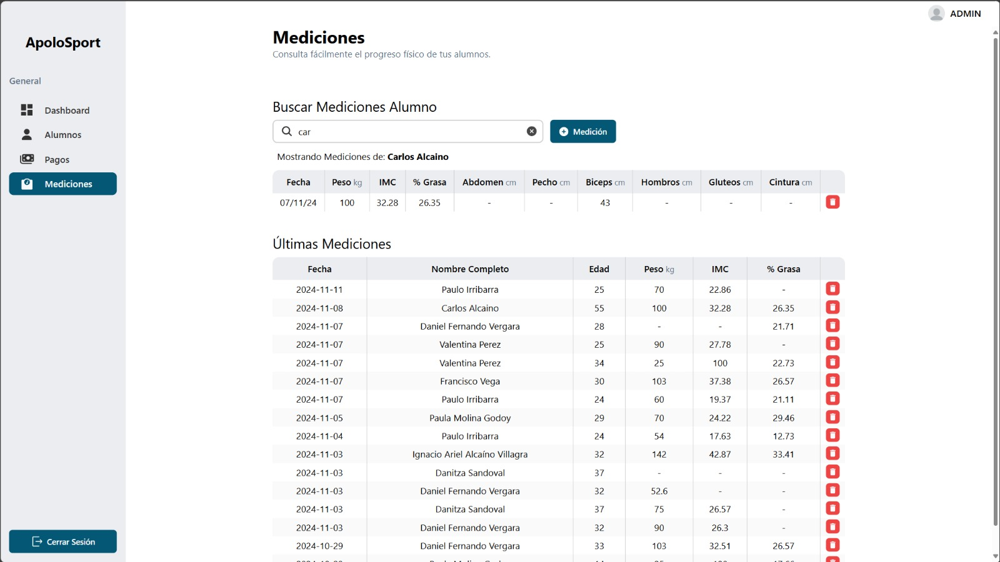 ADMIN
ApoloSport
General
Dashboard
Alumnos
Pagos
Mediciones
Cerrar Sesión
Mediciones
Consulta fácilmente el progreso físico de tus alumnos.
Buscar Mediciones Alumno
car
Medición
Mostrando Mediciones de: Carlos Alcaino
Fecha Peso kg IMC % Grasa Abdomen cm Pecho cm Biceps cm Hombros cm Gluteos cm Cintura cm
07/11/24 100 32.28 26.35 - - 43 - - -
Últimas Mediciones
Fecha Nombre Completo Edad Peso kg IMC % Grasa
2024-11-11 Paulo Irribarra 25 70 22.86 -
2024-11-08 Carlos Alcaino 55 100 32.28 26.35
2024-11-07 Daniel Fernando Vergara 28 - - 21.71
2024-11-07 Valentina Perez 25 90 27.78 -
2024-11-07 Valentina Perez 34 25 100 22.73
2024-11-07 Francisco Vega 30 103 37.38 26.57
2024-11-07 Paulo Irribarra 24 60 19.37 21.11
2024-11-05 Paula Molina Godoy 29 70 24.22 29.46
2024-11-04 Paulo Irribarra 24 54 17.63 12.73
2024-11-03 Ignacio Ariel Alcaíno Villagra 32 142 42.87 33.41
2024-11-03 Danitza Sandoval 37 - - -
2024-11-03 Daniel Fernando Vergara 32 52.6 - -
2024-11-03 Danitza Sandoval 37 75 26.57 -
2024-11-03 Daniel Fernando Vergara 32 90 26.3 -
2024-10-29 Daniel Fernando Vergara 33 103 32.51 26.57